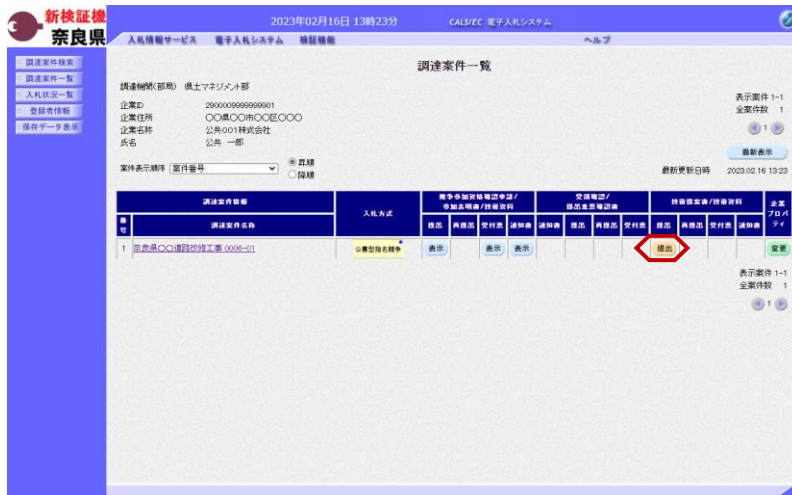 新検証機
奈良県
2023年02月16日 13時23分
CALS/EC 電子入札システム
入札情報サービス
電子入札システム
検証機能
ヘルプ
調達案件検索
調達案件一覧
入札状況一覧
登録者情報
保存データ表示
調達案件一覧
調達機関(部局) 県土マネジメント部
企業ID 2900009999999901
企業住所 〇〇県〇〇市〇〇区〇〇〇
企業名称 公共001株式会社
氏名 公共 一郎
表示案件 1-1
全案件数 1
1
最新表示
案件表示順序 案件番号
昇順
降順
最新更新日時 2023.02.16 13:23
調達案件情報
入札方式
競争参加資格確認申請/
参加表明書/技術資料
受領確認/
提出意思確認書
技術提案書/技術資料
企業
プロパ
ティ
番号
調達案件名称
提出 再提出 受付票 通知書 通知書 提出 再提出 受付票 提出 再提出 受付票 通知書
1 奈良県〇〇道路改修工事 0006-01 公募型指名競争 表示 表示 表示 提出 変更
表示案件 1-1
全案件数 1
1